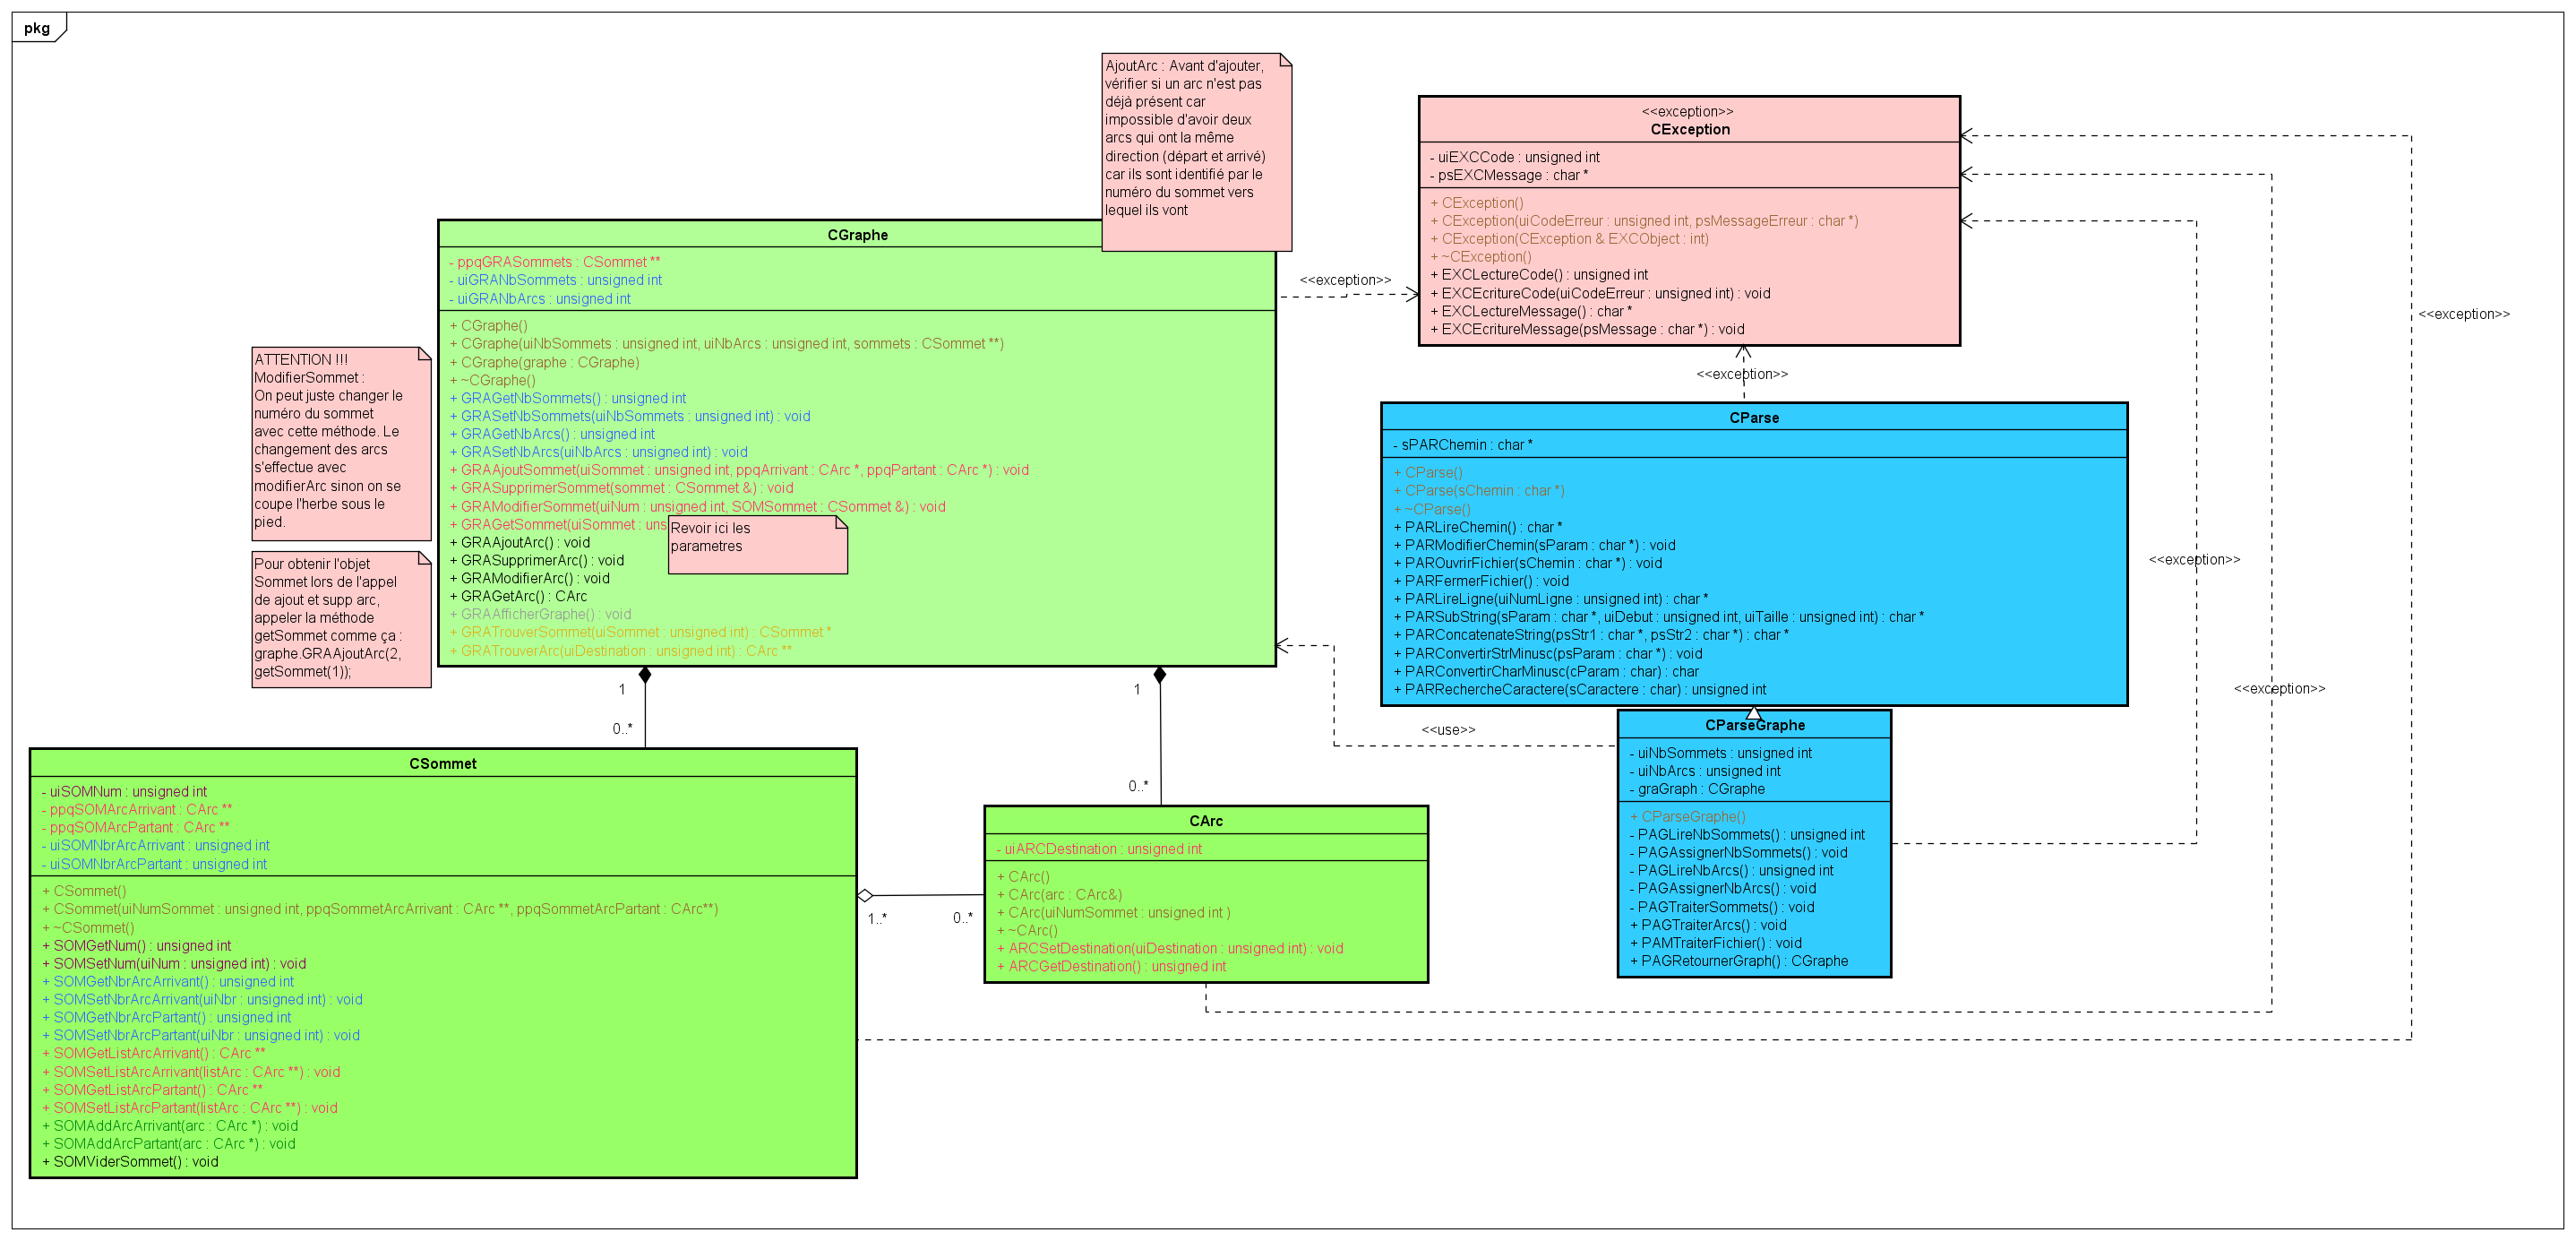 pkg
AjoutArc : Avant d'ajouter,
vérifier si un arc n'est pas
déjà présent car
impossible d'avoir deux
arcs qui ont la même
direction (départ et arrivé)
car ils sont identifié par le
numéro du sommet vers
lequel ils vont
<<exception>>
CException
- uiEXCCode : unsigned int
- psEXCMessage : char *
+ CException()
+ CException(uiCodeErreur : unsigned int, psMessageErreur : char *)
+ CException(CException & EXCObject : int)
+ ~CException()
+ EXCLectureCode() : unsigned int
+ EXCEcritureCode(uiCodeErreur : unsigned int) : void
+ EXCLectureMessage() : char *
+ EXCEcritureMessage(psMessage : char *) : void
CGraphe
- ppqGRASommets : CSommet **
- uiGRANbSommets : unsigned int
- uiGRANbArcs : unsigned int
+ CGraphe()
+ CGraphe(uiNbSommets : unsigned int, uiNbArcs : unsigned int, sommets : CSommet **)
+ CGraphe(graphe : CGraphe)
+ ~CGraphe()
+ GRAGetNbSommets() : unsigned int
+ GRASetNbSommets(uiNbSommets : unsigned int) : void
+ GRAGetNbArcs() : unsigned int
+ GRASetNbArcs(uiNbArcs : unsigned int) : void
+ GRAAjoutSommet(uiSommet : unsigned int, ppqArrivant : CArc *, ppqPartant : CArc *) : void
+ GRASupprimerSommet(sommet : CSommet &) : void
+ GRAModifierSommet(uiNum : unsigned int, SOMSommet : CSommet &) : void
+ GRAGetSommet(uiSommet : uns
+ GRAAjoutArc() : void
+ GRASupprimerArc() : void
+ GRAModifierArc() : void
+ GRAGetArc() : CArc
+ GRAAfficherGraphe() : void
+ GRATrouverSommet(uiSommet : unsigned int) : CSommet *
+ GRATrouverArc(uiDestination : unsigned int) : CArc **
Revoir ici les
parametres
<<exception>>
<<exception>>
<<exception>>
<<exception>>
<<exception>>
ATTENTION !!!
ModifierSommet :
On peut juste changer le
numéro du sommet
avec cette méthode. Le
changement des arcs
s'effectue avec
modifierArc sinon on se
coupe l'herbe sous le
pied.
Pour obtenir l'objet
Sommet lors de l'appel
de ajout et supp arc,
appeler la méthode
getSommet comme ça :
graphe.GRAAjoutArc(2,
getSommet(1));
CParse
- sPARChemin : char *
+ CParse()
+ CParse(sChemin : char *)
+ ~CParse()
+ PARLireChemin() : char *
+ PARModifierChemin(sParam : char *) : void
+ PAROuvrirFichier(sChemin : char *) : void
+ PARFermerFichier() : void
+ PARLireLigne(uiNumLigne : unsigned int) : char *
+ PARSubString(sParam : char *, uiDebut : unsigned int, uiTaille : unsigned int) : char *
+ PARConcatenateString(psStr1 : char *, psStr2 : char *) : char *
+ PARConvertirStrMinusc(psParam : char *) : void
+ PARConvertirCharMinusc(cParam : char) : char
+ PARRechercheCaractere(sCaractere : char) : unsigned int
1
0..*
1
0..*
<<use>>
CParseGraphe
- uiNbSommets : unsigned int
- uiNbArcs : unsigned int
- graGraph : CGraphe
+ CParseGraphe()
- PAGLireNbSommets() : unsigned int
- PAGAssignerNbSommets() : void
- PAGLireNbArcs() : unsigned int
- PAGAssignerNbArcs() : void
- PAGTraiterSommets() : void
+ PAGTraiterArcs() : void
+ PAMTraiterFichier() : void
+ PAGRetournerGraph() : CGraphe
CSommet
- uiSOMNum : unsigned int
- ppqSOMArcArrivant : CArc **
- ppqSOMArcPartant : CArc **
- uiSOMNbrArcArrivant : unsigned int
- uiSOMNbrArcPartant : unsigned int
+ CSommet()
+ CSommet(uiNumSommet : unsigned int, ppqSommetArcArrivant : CArc **, ppqSommetArcPartant : CArc**)
+ ~CSommet()
+ SOMGetNum() : unsigned int
+ SOMSetNum(uiNum : unsigned int) : void
+ SOMGetNbrArcArrivant() : unsigned int
+ SOMSetNbrArcArrivant(uiNbr : unsigned int) : void
+ SOMGetNbrArcPartant() : unsigned int
+ SOMSetNbrArcPartant(uiNbr : unsigned int) : void
+ SOMGetListArcArrivant() : CArc **
+ SOMSetListArcArrivant(listArc : CArc **) : void
+ SOMGetListArcPartant() : CArc **
+ SOMSetListArcPartant(listArc : CArc **) : void
+ SOMAddArcArrivant(arc : CArc *) : void
+ SOMAddArcPartant(arc : CArc *) : void
+ SOMViderSommet() : void
1..*
0..*
CArc
- uiARCDestination : unsigned int
+ CArc()
+ CArc(arc : CArc&)
+ CArc(uiNumSommet : unsigned int )
+ ~CArc()
+ ARCSetDestination(uiDestination : unsigned int) : void
+ ARCGetDestination() : unsigned int